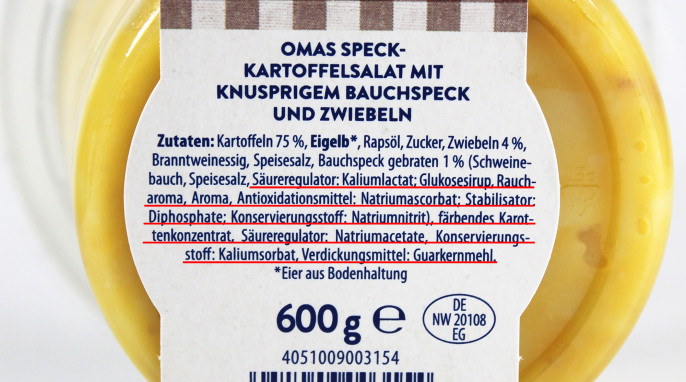 OMAS SPECK-
KARTOFFELSALAT MIT
KNUSPRIGEM BAUCHSPECK
UND ZWIEBELN
Zutaten: Kartoffeln 75 %, Eigelb*, Rapsöl, Zucker, Zwiebeln 4 %,
Branntweinessig, Speisesalz, Bauchspeck gebraten 1 % (Schweine-
bauch, Speisesalz, Säureregulator: Kaliumlactat; Glukosesirup, Rauch-
aroma, Aroma, Antioxidationsmittel: Natriumascorbat; Stabilisator:
Diphosphate; Konservierungsstoff: Natriumnitrit), färbendes Karot-
tenkonzentrat, Säureregulator: Natriumacetate, Konservierungs-
stoff: Kaliumsorbat, Verdickungsmittel: Guarkernmehl.
*Eier aus Bodenhaltung
600 g ℮
DE
NW 20108
EG
4051009003154